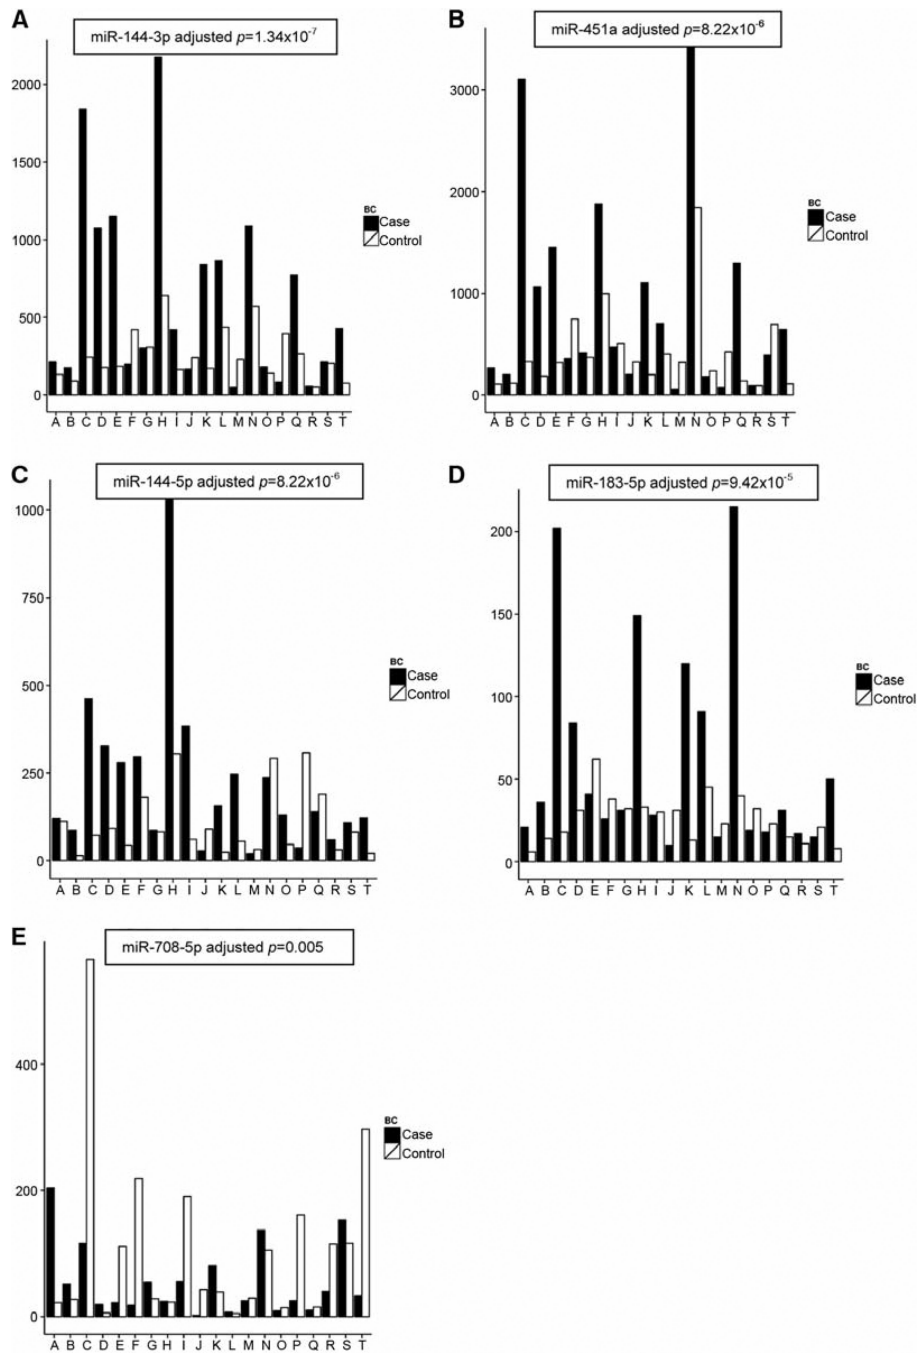 A
miR-144-3p adjusted p=1.34x10⁻⁷
2000
1500
1000
500
0
BC
Case
Control
A B C D E F G H I J K L M N O P Q R S T
B
miR-451a adjusted p=8.22x10⁻⁶
3000
2000
1000
0
BC
Case
Control
A B C D E F G H I J K L M N O P Q R S T
C
miR-144-5p adjusted p=8.22x10⁻⁶
1000
750
500
250
0
BC
Case
Control
A B C D E F G H I J K L M N O P Q R S T
D
miR-183-5p adjusted p=9.42x10⁻⁵
200
150
100
50
0
BC
Case
Control
A B C D E F G H I J K L M N O P Q R S T
E
miR-708-5p adjusted p=0.005
400
200
0
BC
Case
Control
A B C D E F G H I J K L M N O P Q R S T